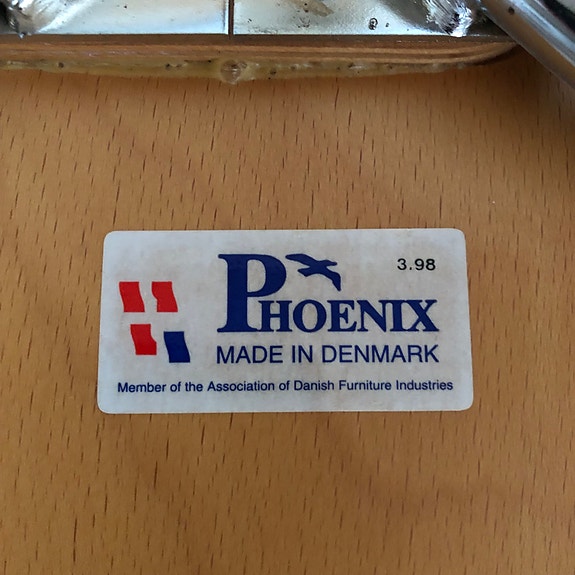 3.98
PHOENIX
MADE IN DENMARK
Member of the Association of Danish Furniture Industries